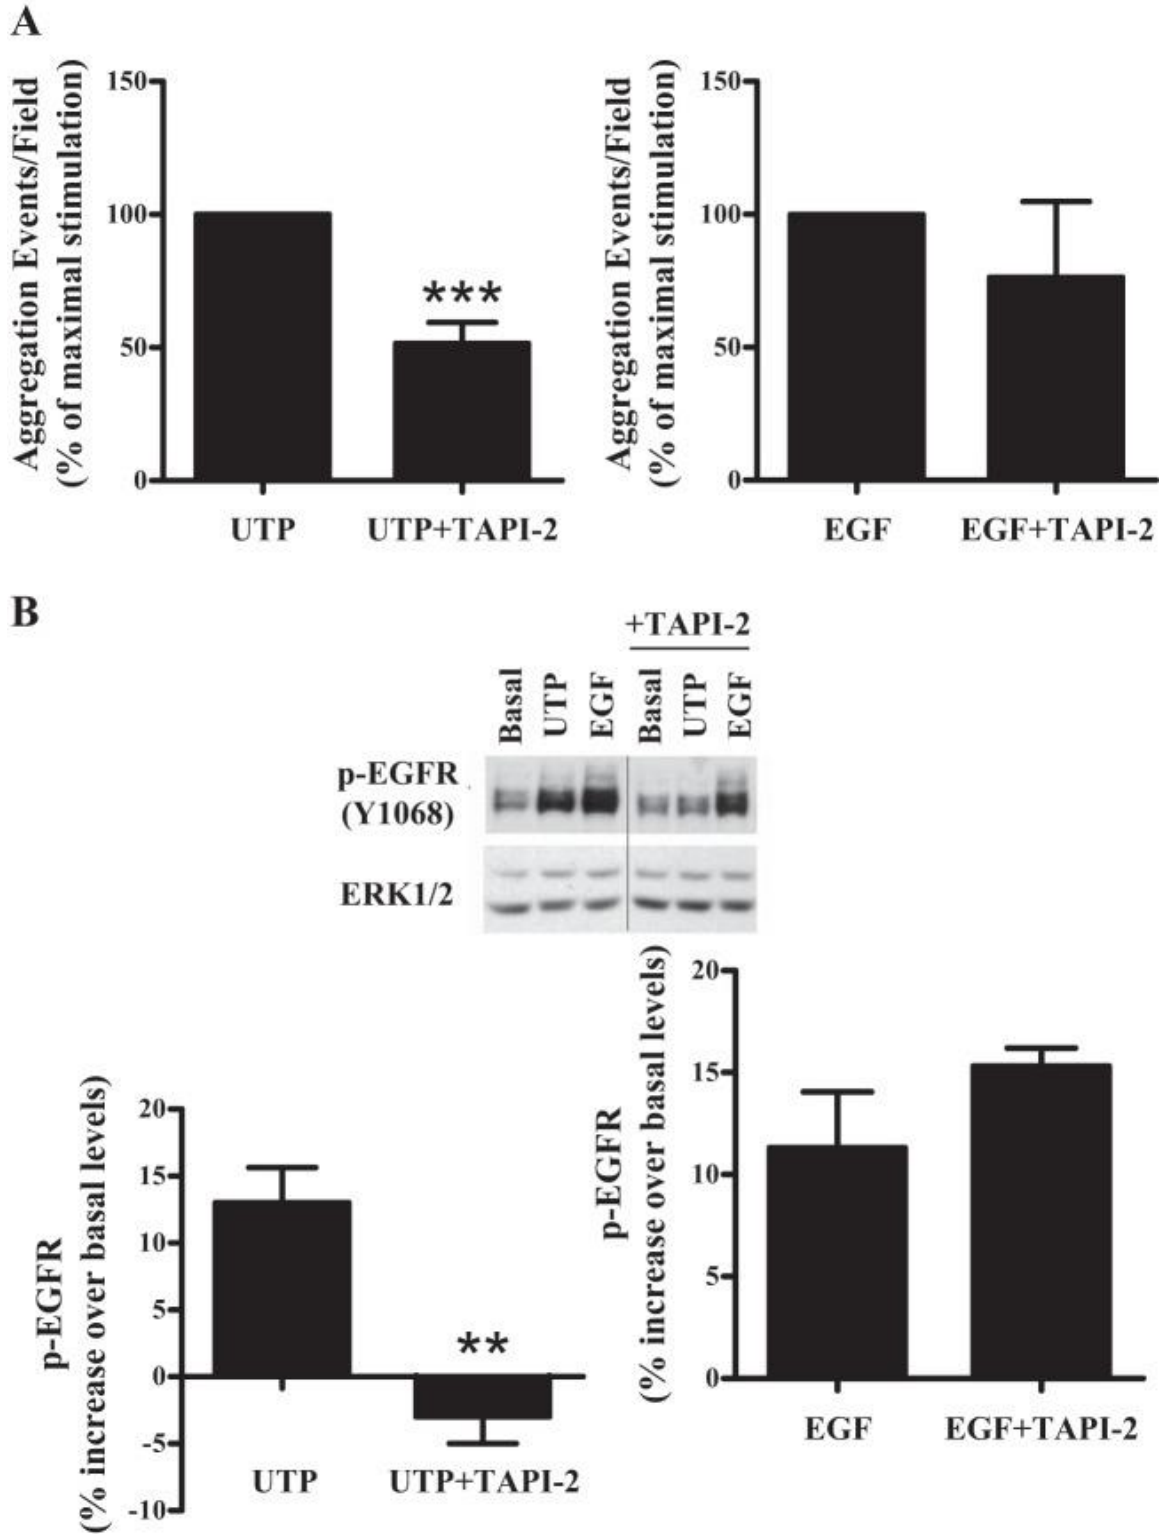 A
Aggregation Events/Field
(% of maximal stimulation)
150
100
50
0
***
UTP
UTP+TAPI-2
Aggregation Events/Field
(% of maximal stimulation)
150
100
50
0
EGF
EGF+TAPI-2
B
+TAPI-2
Basal
UTP
EGF
Basal
UTP
EGF
p-EGFR
(Y1068)
ERK1/2
p-EGFR
(% increase over basal levels)
20
15
10
5
0
-5
-10
**
UTP
UTP+TAPI-2
p-EGFR
(% increase over basal levels)
20
15
10
5
0
EGF
EGF+TAPI-2